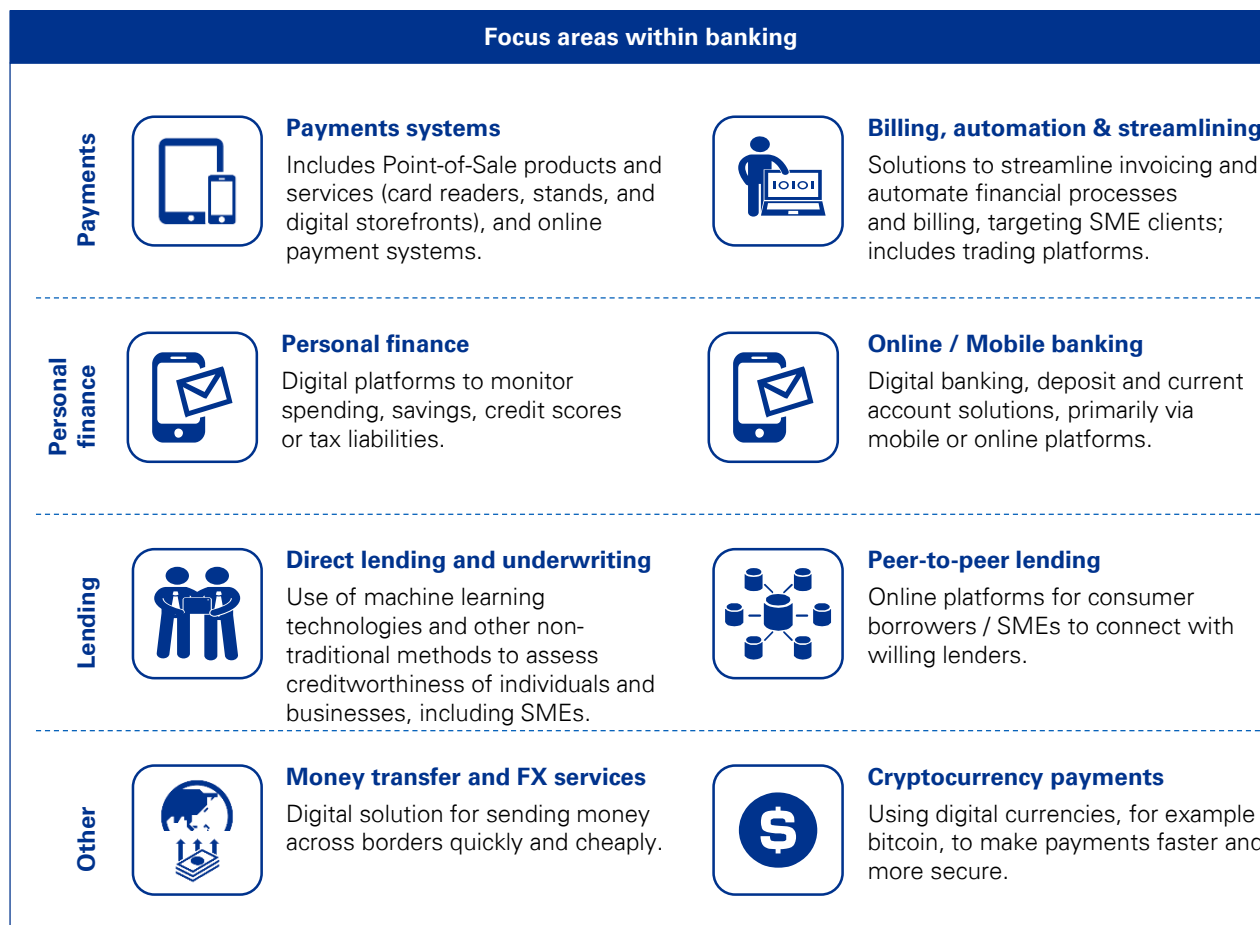 Focus areas within banking
Payments
Payments systems
Includes Point-of-Sale products and
services (card readers, stands, and
digital storefronts), and online
payment systems.
Billing, automation & streamlining
Solutions to streamline invoicing and
automate financial processes
and billing, targeting SME clients;
includes trading platforms.
10101
Personal
finance
Personal finance
Digital platforms to monitor
spending, savings, credit scores
or tax liabilities.
Online / Mobile banking
Digital banking, deposit and current
account solutions, primarily via
mobile or online platforms.
Lending
Direct lending and underwriting
Use of machine learning
technologies and other non-
traditional methods to assess
creditworthiness of individuals and
businesses, including SMEs.
Peer-to-peer lending
Online platforms for consumer
borrowers / SMEs to connect with
willing lenders.
Other
Money transfer and FX services
Digital solution for sending money
across borders quickly and cheaply.
$
Cryptocurrency payments
Using digital currencies, for example
bitcoin, to make payments faster and
more secure.